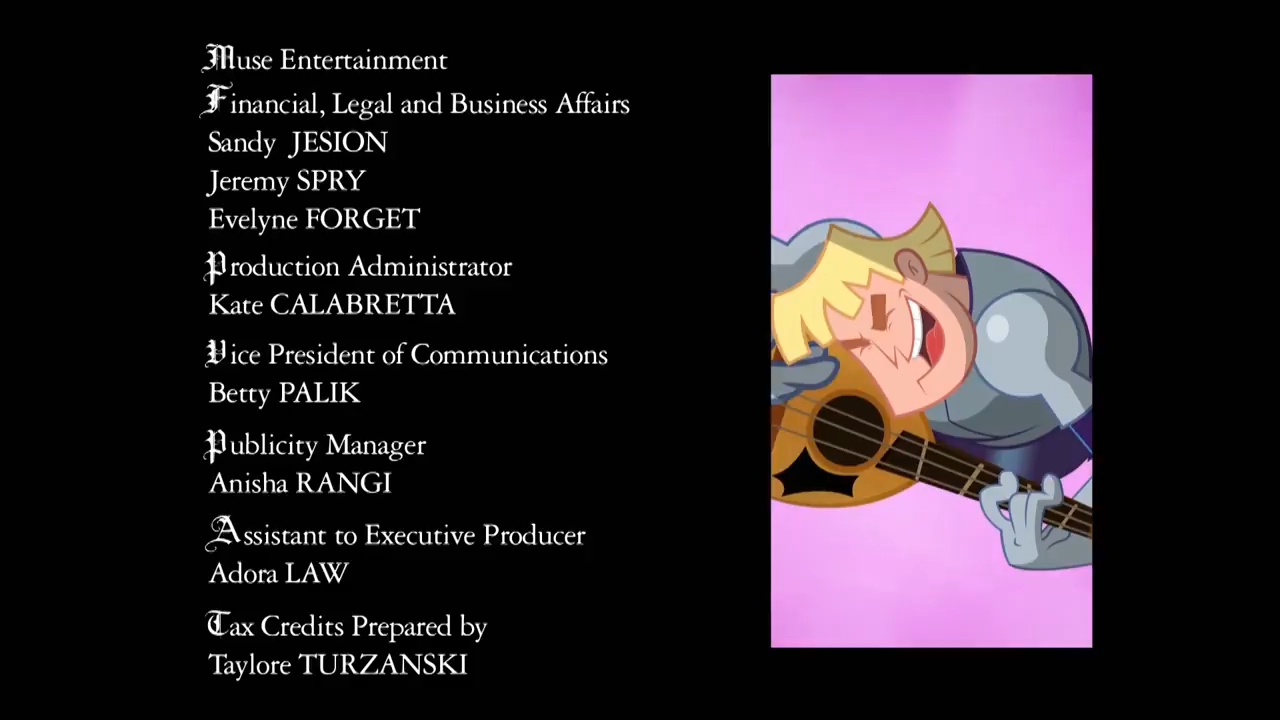 Muse Entertainment
Financial, Legal and Business Affairs
Sandy JESION
Jeremy SPRY
Evelyne FORGET
Production Administrator
Kate CALABRETTA
Vice President of Communications
Betty PALIK
Publicity Manager
Anisha RANGI
Assistant to Executive Producer
Adora LAW
Tax Credits Prepared by
Taylore TURZANSKI